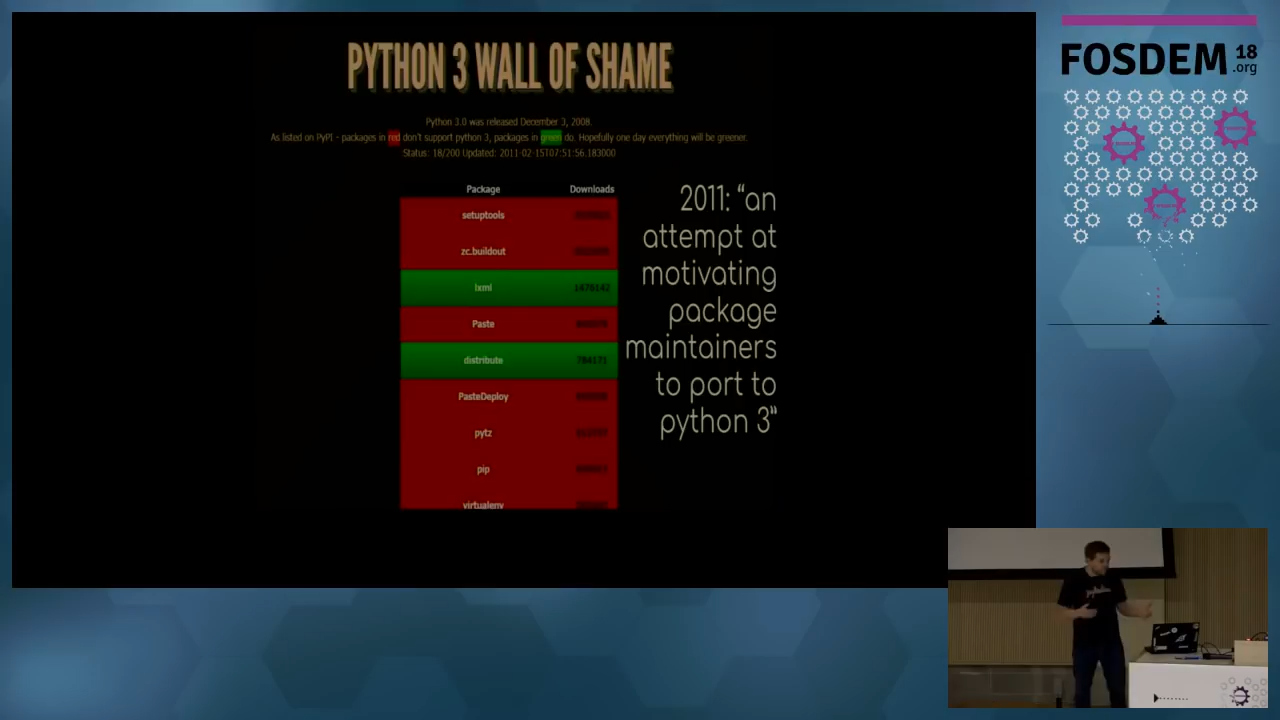 PYTHON 3 WALL OF SHAME
Python 3.0 was released December 3, 2008.
As listed on PyPI - packages in red don't support python 3, packages in green do. Hopefully one day everything will be greener.
Status: 18/200 Updated: 2011-02-15T07:51:56.183000
Package Downloads
setuptools
zc.buildout
lxml 1476142
Paste
distribute
PasteDeploy
pytz
pip
virtualenv
2011: “an
attempt at
motivating
package
maintainers
to port to
python 3”
FOSDEM 18
.org